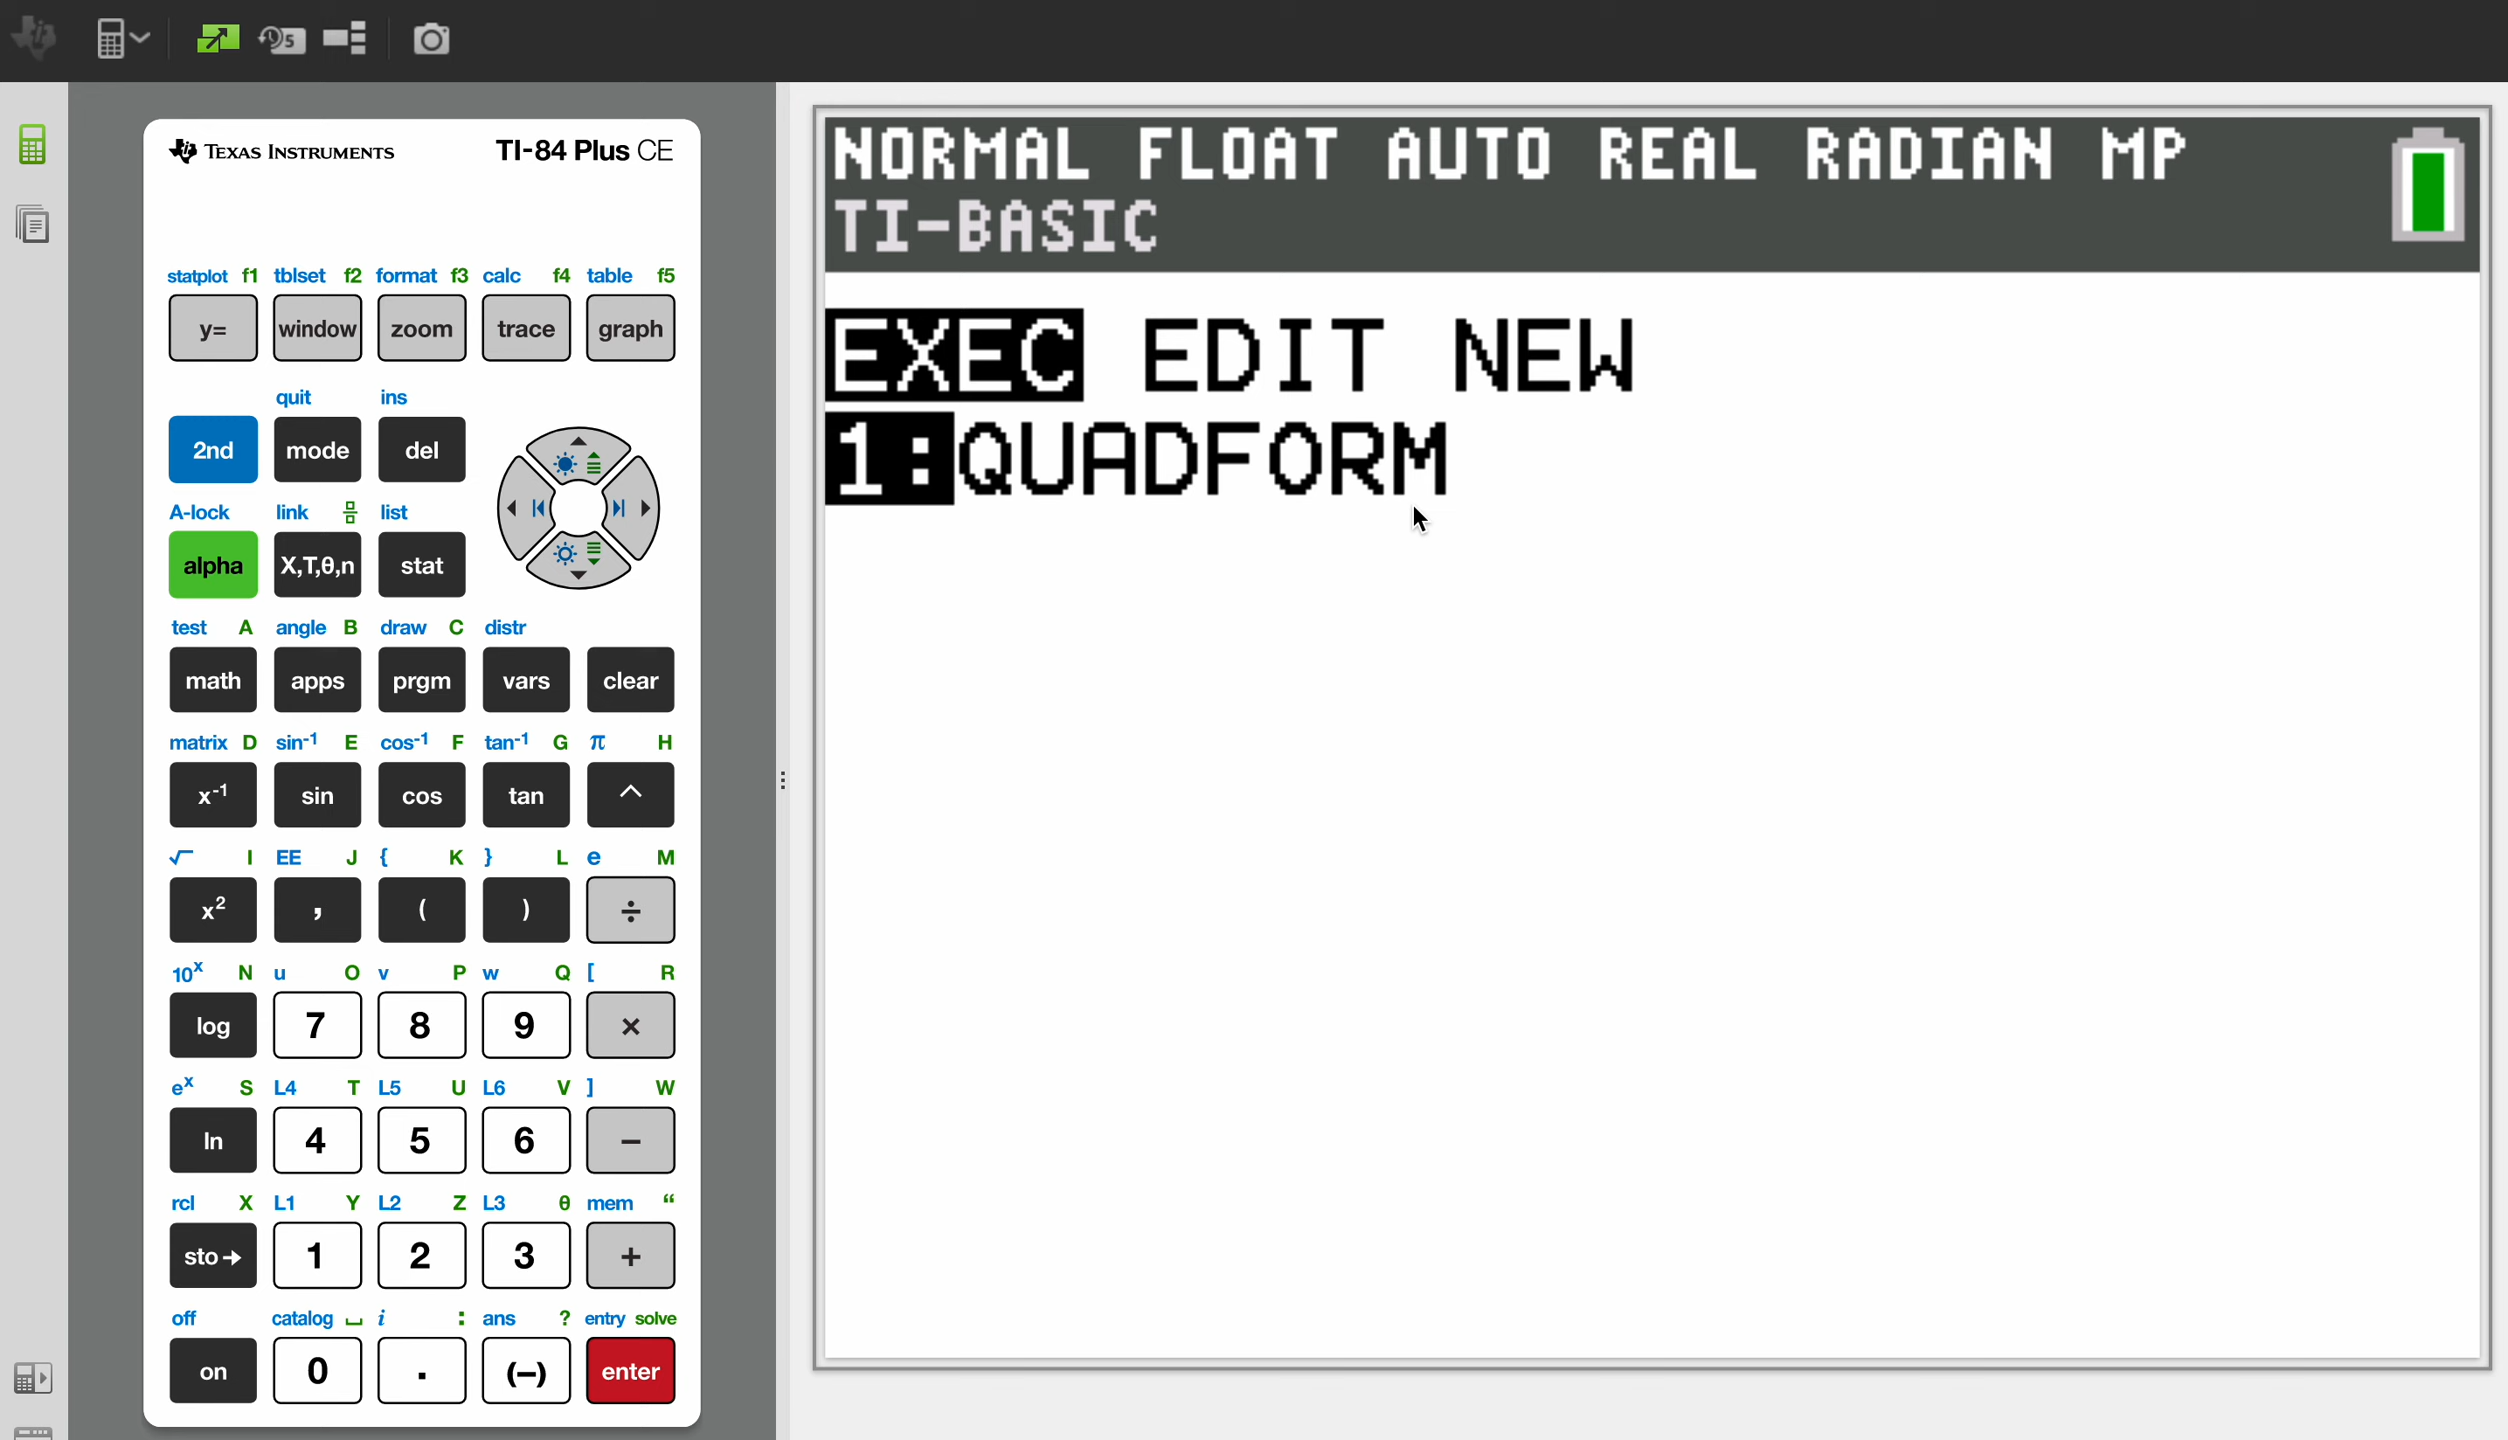 5
TEXAS INSTRUMENTS TI-84 Plus CE
statplot f1 tblset f2 format f3 calc f4 table f5
y= window zoom trace graph
quit ins
2nd mode del
A-lock link list
alpha X,T,θ,n stat
test A angle B draw C distr
math apps prgm vars clear
matrix D sin⁻¹ E cos⁻¹ F tan⁻¹ G π H
x⁻¹ sin cos tan ^
√ I EE J { K } L e M
x² , ( ) ÷
10ˣ N u O v P w Q [ R
log 7 8 9 ×
eˣ S L4 T L5 U L6 V ] W
ln 4 5 6 −
rcl X L1 Y L2 Z L3 θ mem “
sto→ 1 2 3 +
off catalog ⎵ i : ans ? entry solve
on 0 . (−) enter
NORMAL FLOAT AUTO REAL RADIAN MP
TI-BASIC
EXEC EDIT NEW
1:QUADFORM